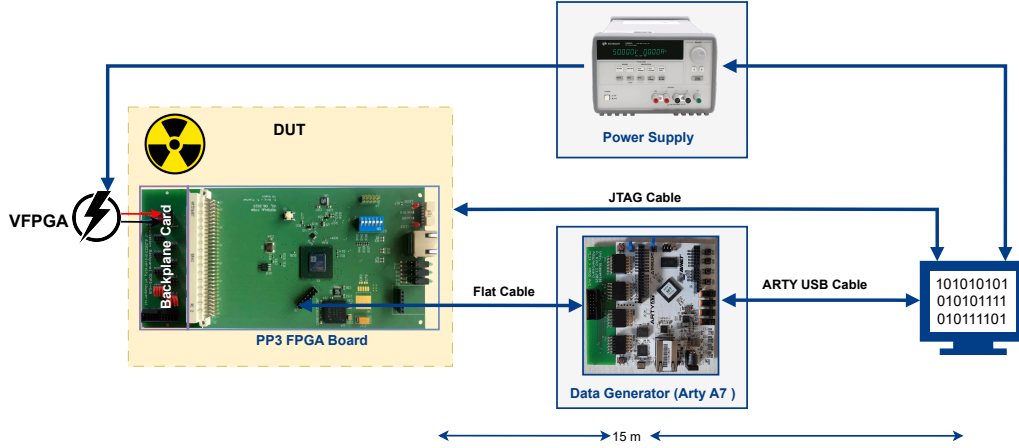 Power Supply
DUT
VFPGA
Backplane Card
JTAG Cable
Flat Cable
ARTY USB Cable
101010101
010101111
010111101
PP3 FPGA Board
Data Generator (Arty A7 )
15 m